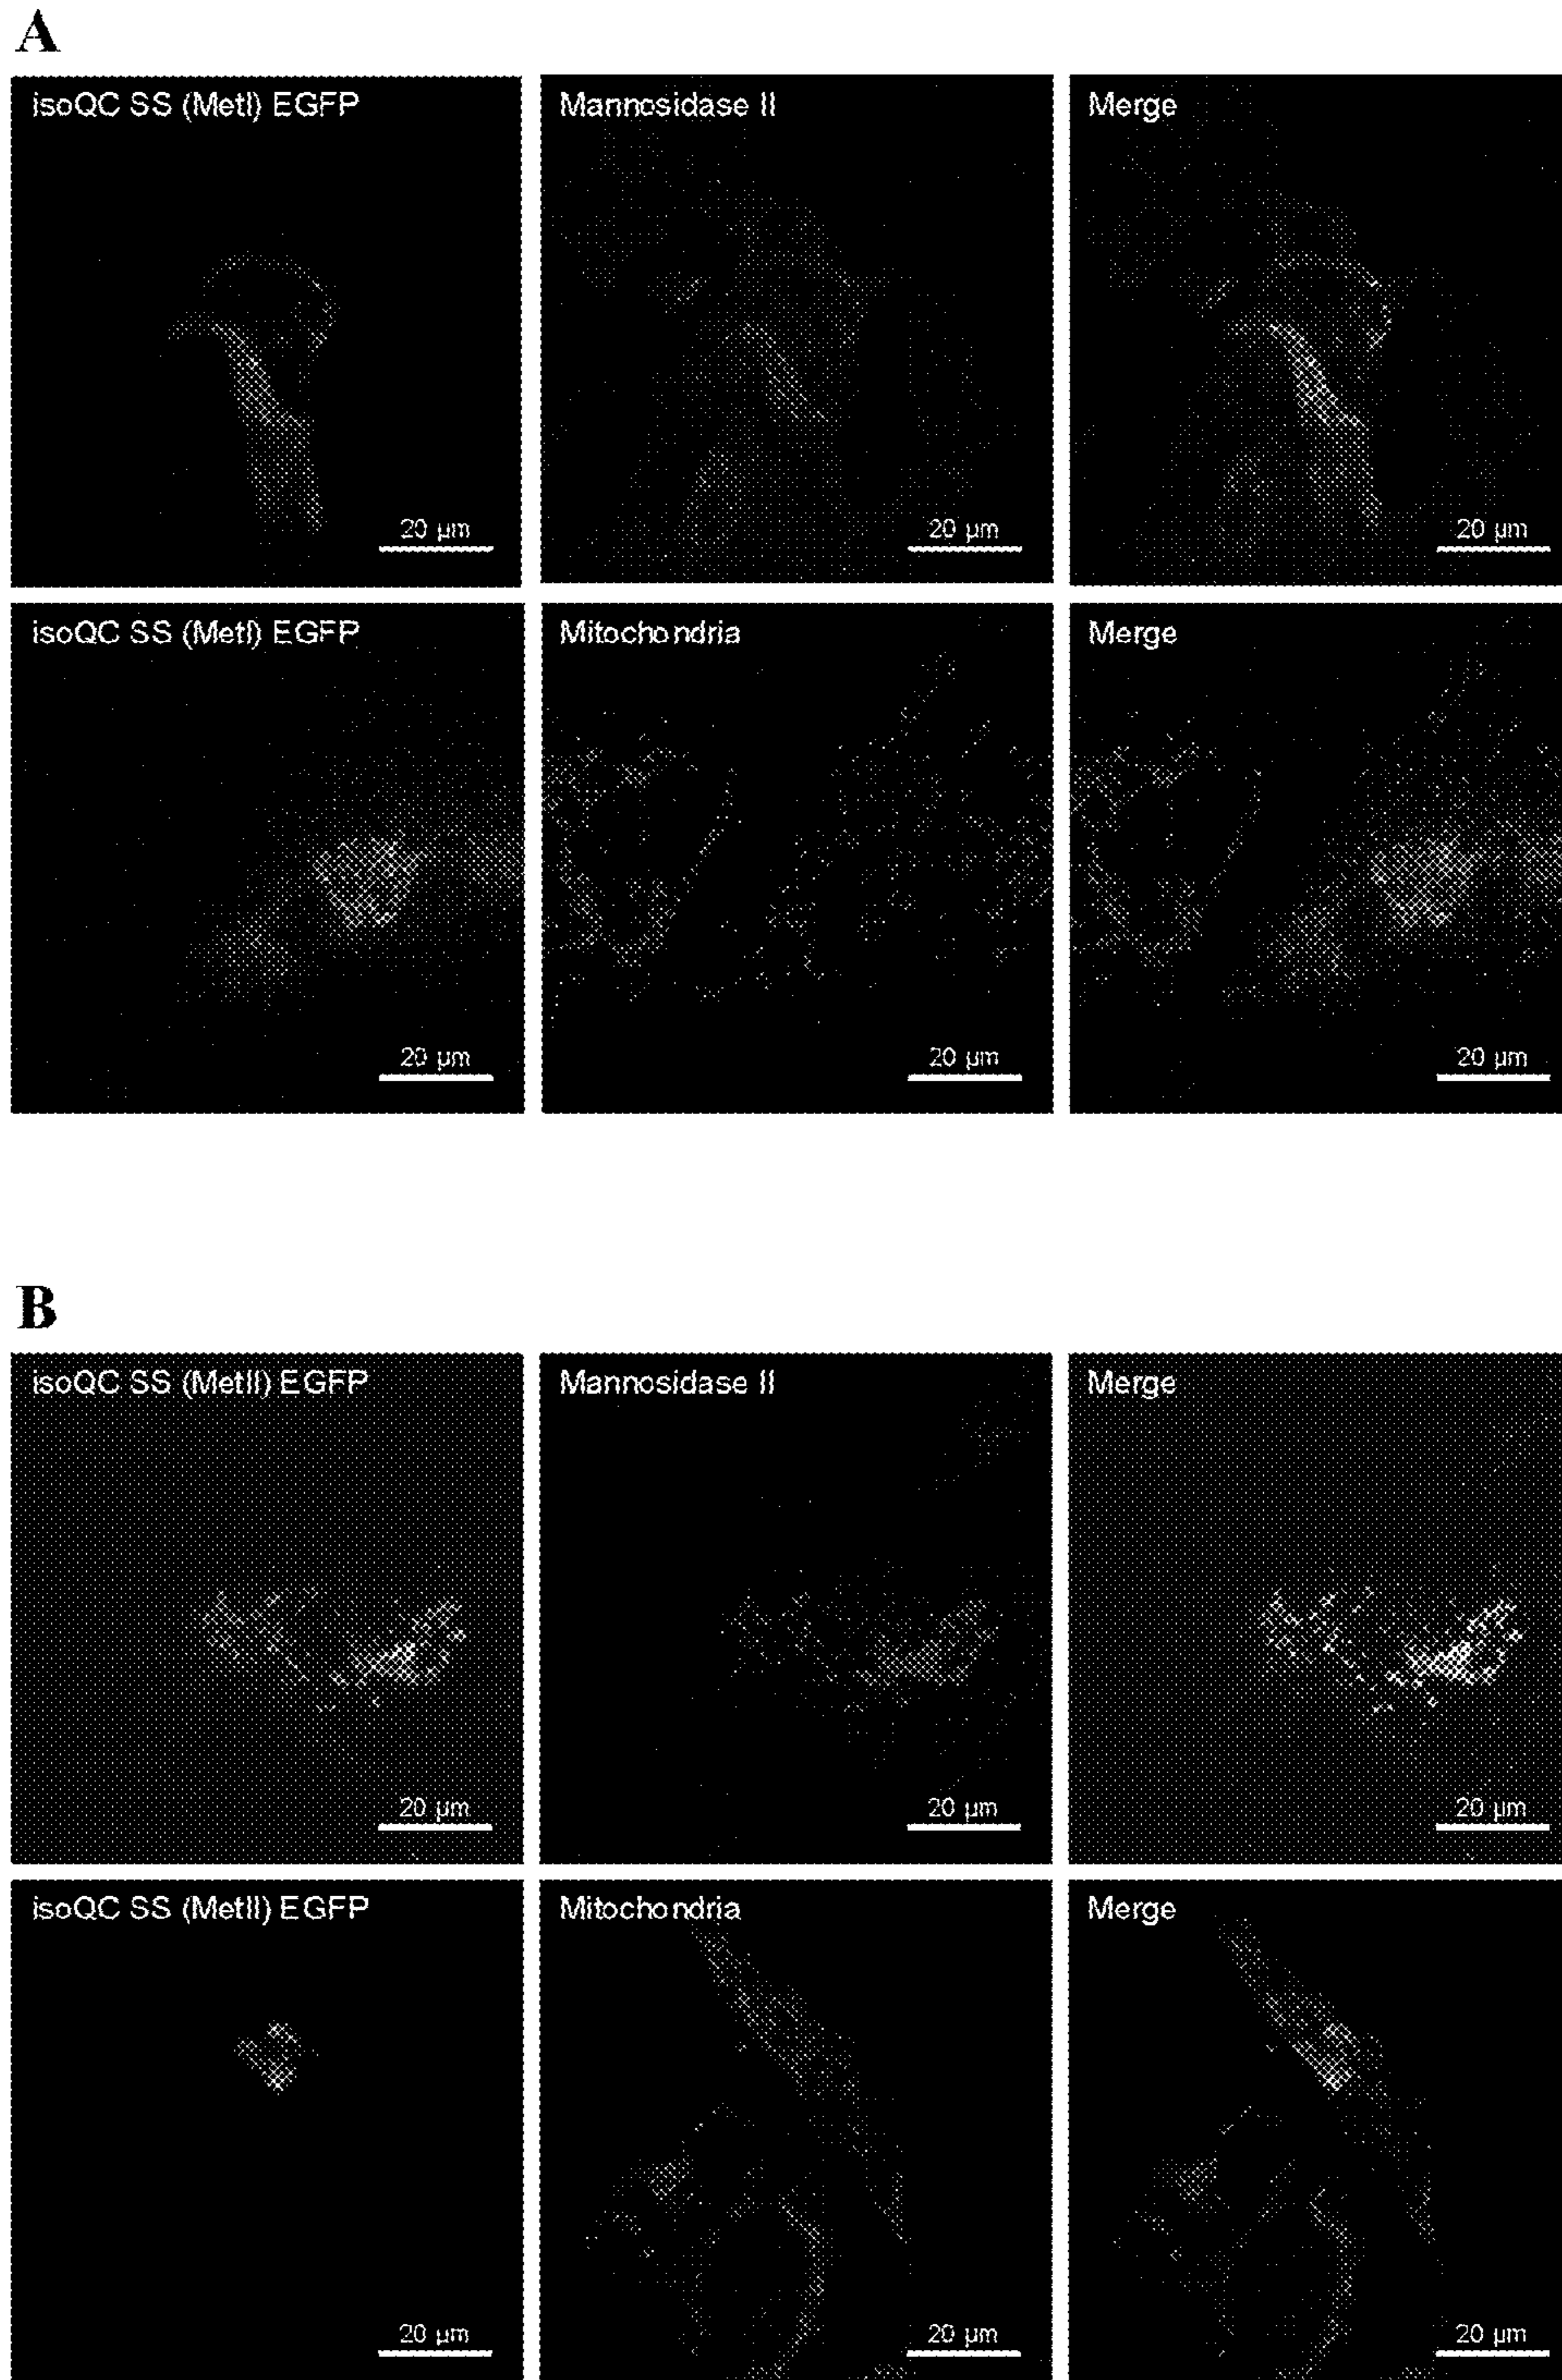 A
isoQC SS (MetI) EGFP
Mannosidase II
Merge
20 µm
20 µm
20 µm
isoQC SS (MetI) EGFP
Mitochondria
Merge
20 µm
20 µm
20 µm
B
isoQC SS (MetII) EGFP
Mannosidase II
Merge
20 µm
20 µm
20 µm
isoQC SS (MetII) EGFP
Mitochondria
Merge
20 µm
20 µm
20 µm